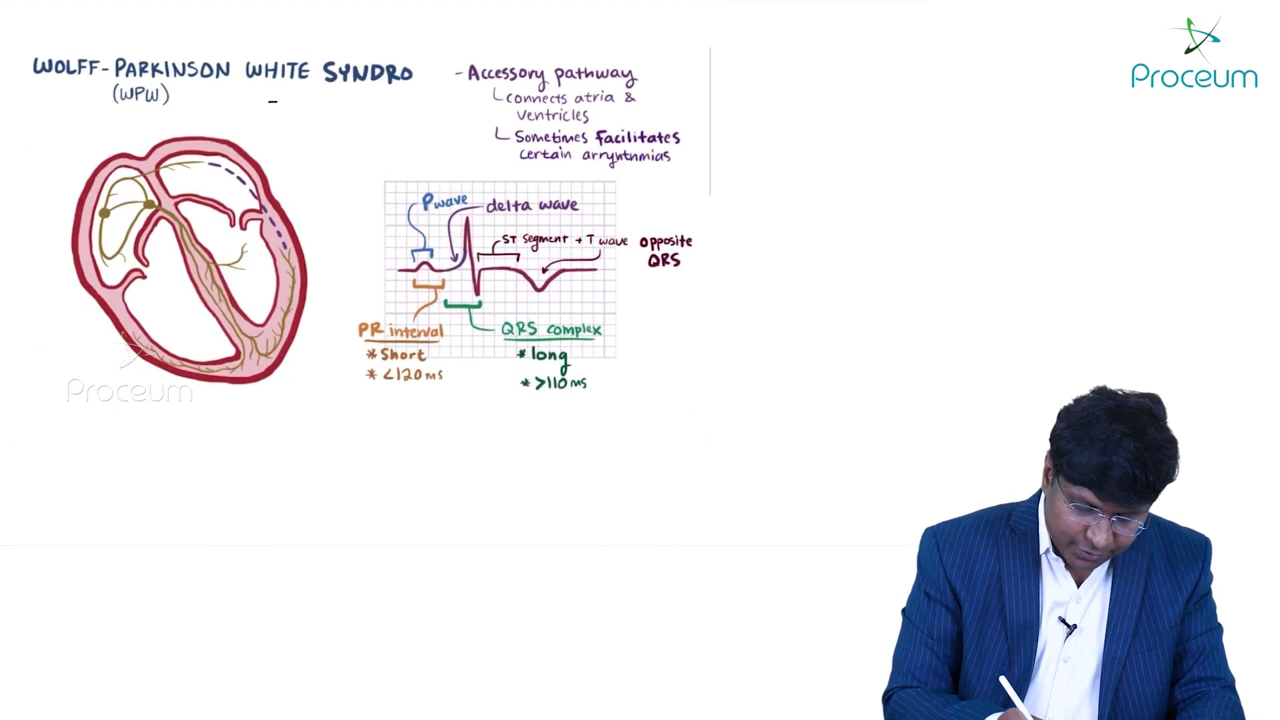 WOLFF-PARKINSON WHITE SYNDRO
(WPW)
- Accessory pathway
connects atria &
ventricles
Sometimes Facilitates
certain arryhthmias
P wave
delta wave
ST segment + T wave opposite
QRS
PR interval
* Short
* <120 ms
QRS complex
* long
* >110 ms
Proceum
Proceum